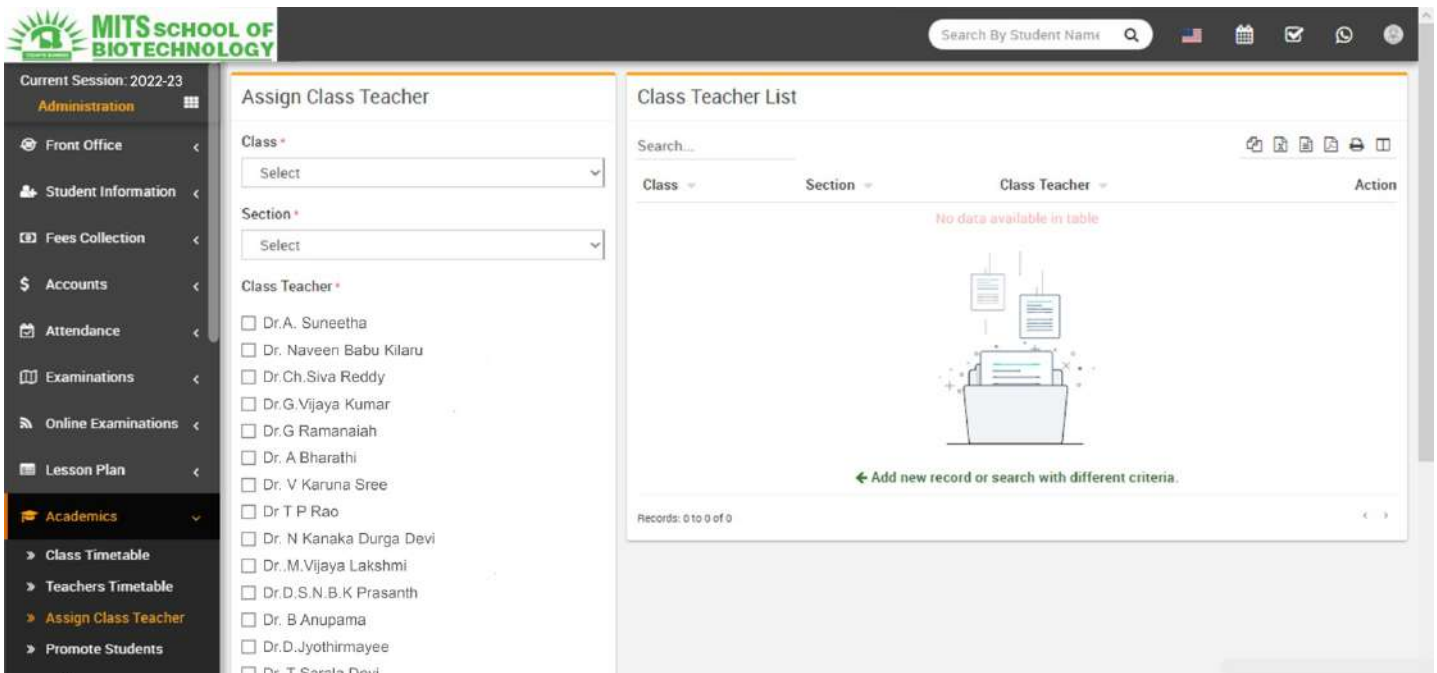 MITS SCHOOL OF
BIOTECHNOLOGY
Search By Student Name
Current Session: 2022-23
Administration
Front Office
Student Information
Fees Collection
$ Accounts
Attendance
Examinations
Online Examinations
Lesson Plan
Academics
» Class Timetable
» Teachers Timetable
» Assign Class Teacher
» Promote Students
Assign Class Teacher
Class *
Select
Section *
Select
Class Teacher *
Dr.A. Suneetha
Dr. Naveen Babu Kilaru
Dr.Ch.Siva Reddy
Dr.G.Vijaya Kumar
Dr.G Ramanaiah
Dr. A Bharathi
Dr. V Karuna Sree
Dr T P Rao
Dr. N Kanaka Durga Devi
Dr..M.Vijaya Lakshmi
Dr.D.S.N.B.K Prasanth
Dr. B Anupama
Dr.D.Jyothirmayee
Dr. T Sarala Devi
Class Teacher List
Search...
Class Section Class Teacher Action
No data available in table
Add new record or search with different criteria.
Records: 0 to 0 of 0